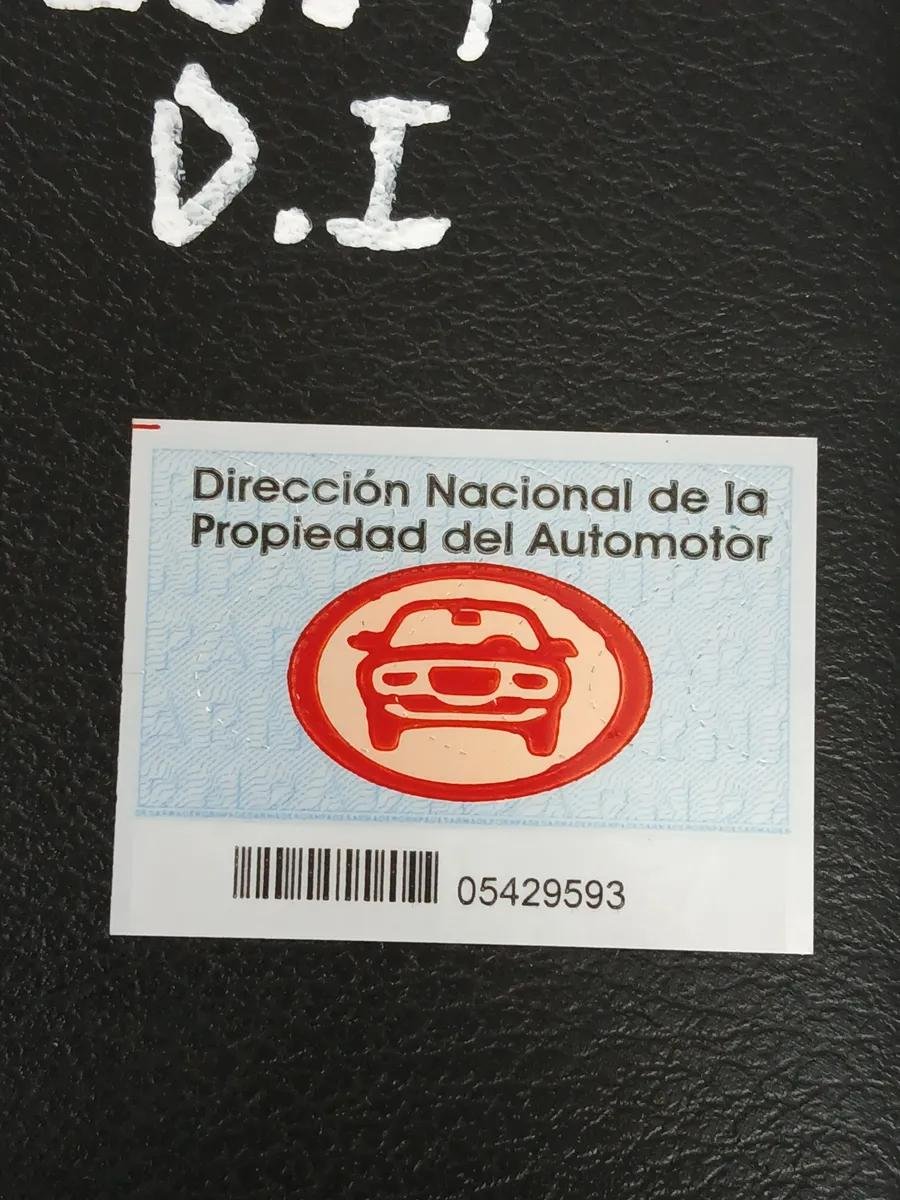 D.I
Dirección Nacional de la
Propiedad del Automotor
05429593